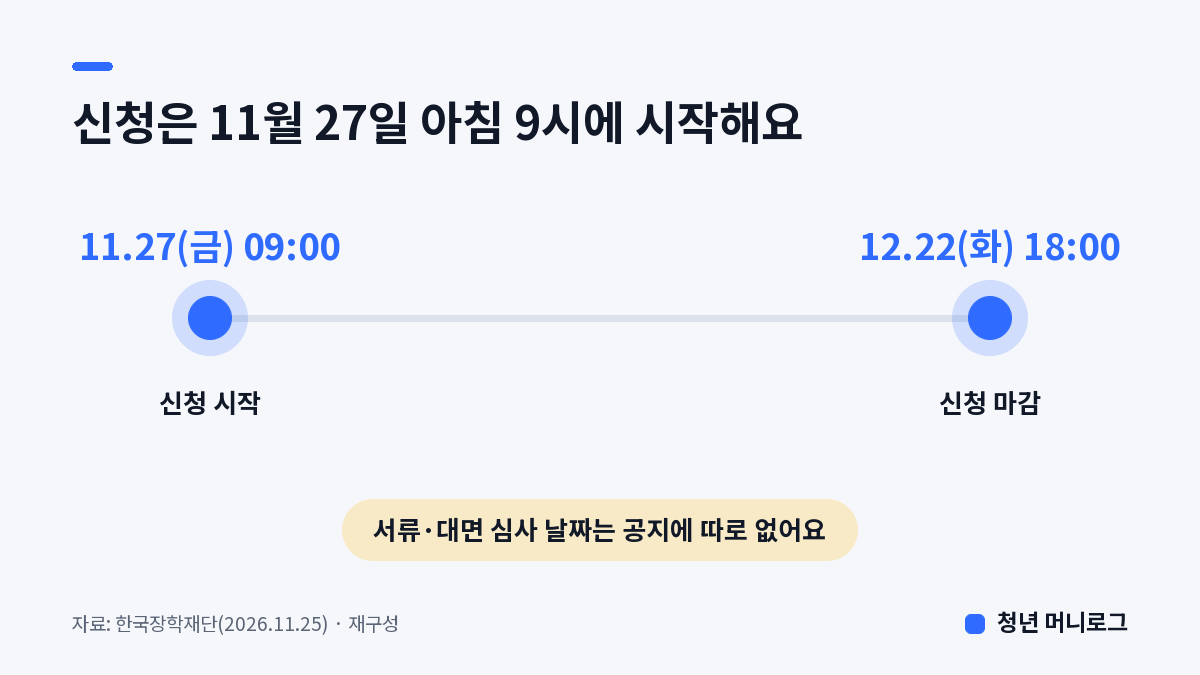 신청은 11월 27일 아침 9시에 시작해요
11.27(금) 09:00
12.22(화) 18:00
신청 시작
신청 마감
서류·대면 심사 날짜는 공지에 따로 없어요
자료: 한국장학재단(2026.11.25) · 재구성
청년 머니로그